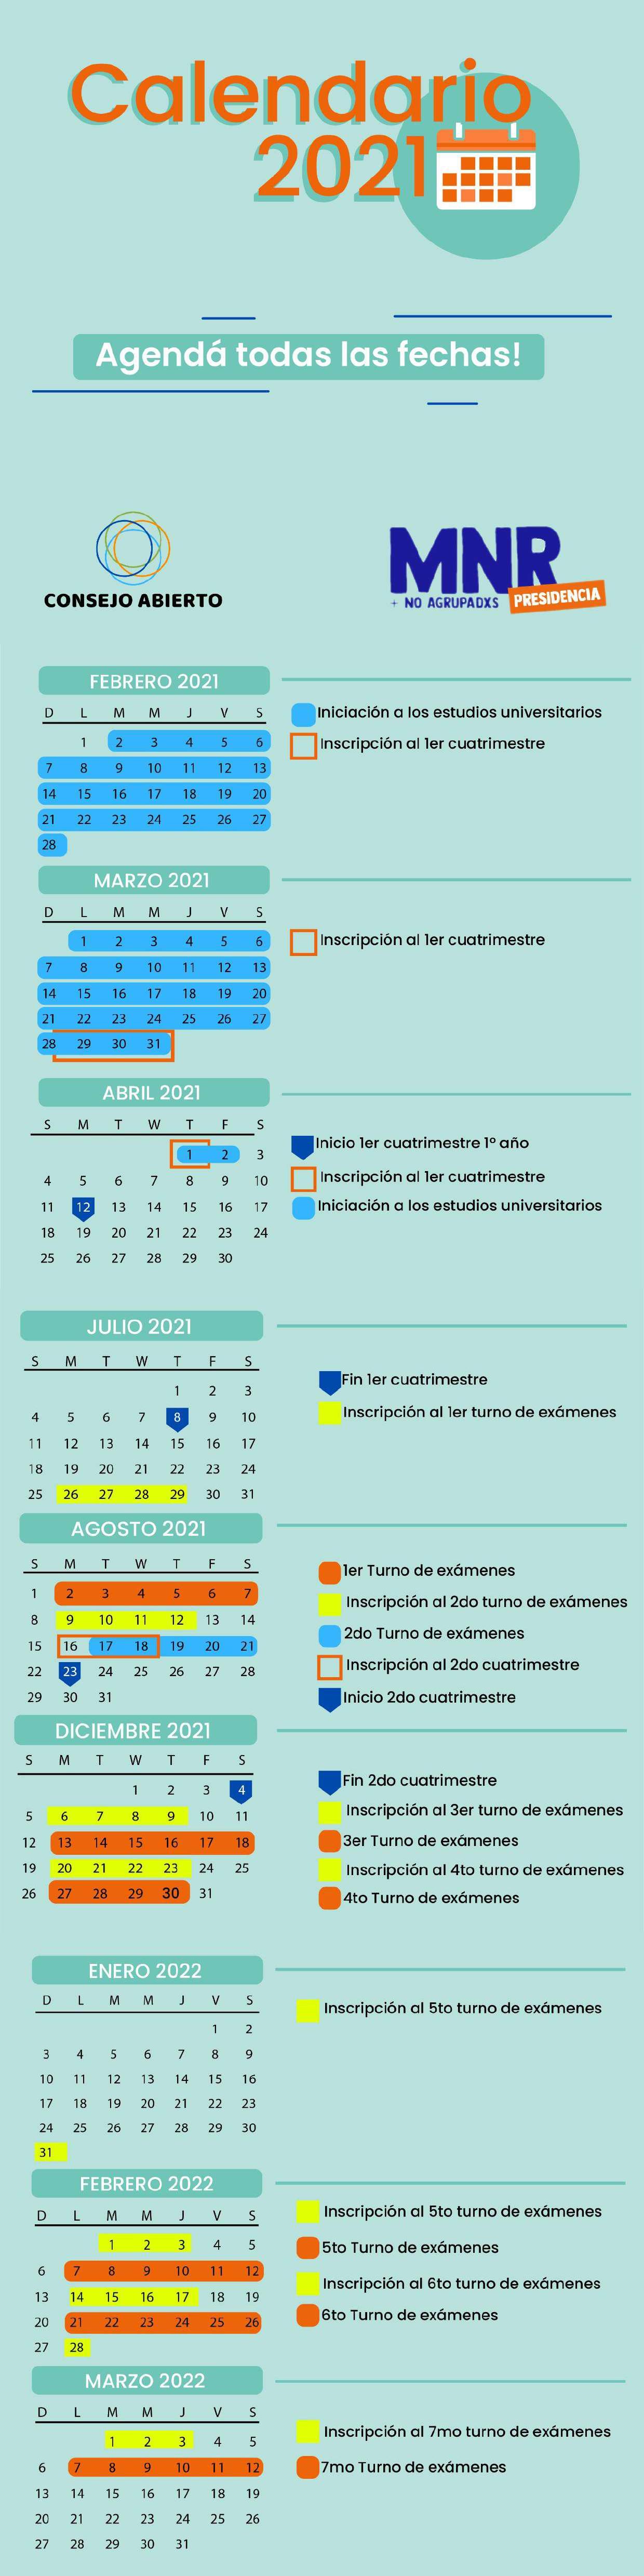 Calendario
2021
Agendá todas las fechas!
CONSEJO ABIERTO
MNR
+ NO AGRUPADXS PRESIDENCIA
FEBRERO 2021
D L M M J V S
1 2 3 4 5 6
7 8 9 10 11 12 13
14 15 16 17 18 19 20
21 22 23 24 25 26 27
28
Iniciación a los estudios universitarios
Inscripción al 1er cuatrimestre
MARZO 2021
D L M M J V S
1 2 3 4 5 6
7 8 9 10 11 12 13
14 15 16 17 18 19 20
21 22 23 24 25 26 27
28 29 30 31
Inscripción al 1er cuatrimestre
ABRIL 2021
S M T W T F S
1 2 3
4 5 6 7 8 9 10
11 12 13 14 15 16 17
18 19 20 21 22 23 24
25 26 27 28 29 30
Inicio 1er cuatrimestre 1º año
Inscripción al 1er cuatrimestre
Iniciación a los estudios universitarios
JULIO 2021
S M T W T F S
1 2 3
4 5 6 7 8 9 10
11 12 13 14 15 16 17
18 19 20 21 22 23 24
25 26 27 28 29 30 31
Fin 1er cuatrimestre
Inscripción al 1er turno de exámenes
AGOSTO 2021
S M T W T F S
1 2 3 4 5 6 7
8 9 10 11 12 13 14
15 16 17 18 19 20 21
22 23 24 25 26 27 28
29 30 31
1er Turno de exámenes
Inscripción al 2do turno de exámenes
2do Turno de exámenes
Inscripción al 2do cuatrimestre
Inicio 2do cuatrimestre
DICIEMBRE 2021
S M T W T F S
1 2 3 4
5 6 7 8 9 10 11
12 13 14 15 16 17 18
19 20 21 22 23 24 25
26 27 28 29 30 31
Fin 2do cuatrimestre
Inscripción al 3er turno de exámenes
3er Turno de exámenes
Inscripción al 4to turno de exámenes
4to Turno de exámenes
ENERO 2022
D L M M J V S
1 2
3 4 5 6 7 8 9
10 11 12 13 14 15 16
17 18 19 20 21 22 23
24 25 26 27 28 29 30
31
Inscripción al 5to turno de exámenes
FEBRERO 2022
D L M M J V S
1 2 3 4 5
6 7 8 9 10 11 12
13 14 15 16 17 18 19
20 21 22 23 24 25 26
27 28
Inscripción al 5to turno de exámenes
5to Turno de exámenes
Inscripción al 6to turno de exámenes
6to Turno de exámenes
MARZO 2022
D L M M J V S
1 2 3 4 5
6 7 8 9 10 11 12
13 14 15 16 17 18 19
20 21 22 23 24 25 26
27 28 29 30 31
Inscripción al 7mo turno de exámenes
7mo Turno de exámenes